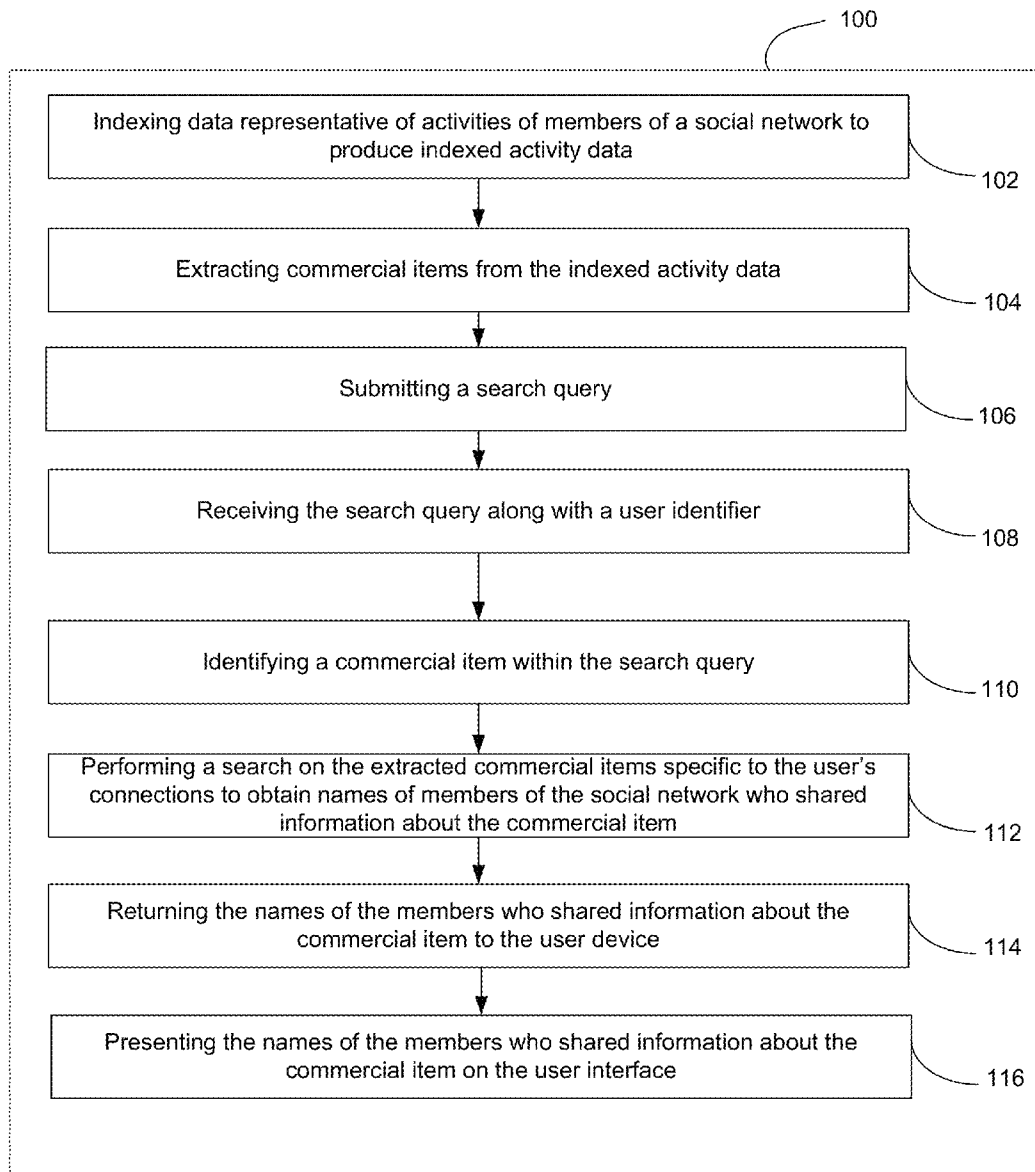 100
Indexing data representative of activities of members of a social network to
produce indexed activity data
102
Extracting commercial items from the indexed activity data
104
Submitting a search query
106
Receiving the search query along with a user identifier
108
Identifying a commercial item within the search query
110
Performing a search on the extracted commercial items specific to the user's
connections to obtain names of members of the social network who shared
information about the commercial item
112
Returning the names of the members who shared information about the
commercial item to the user device
114
Presenting the names of the members who shared information about the
commercial item on the user interface
116